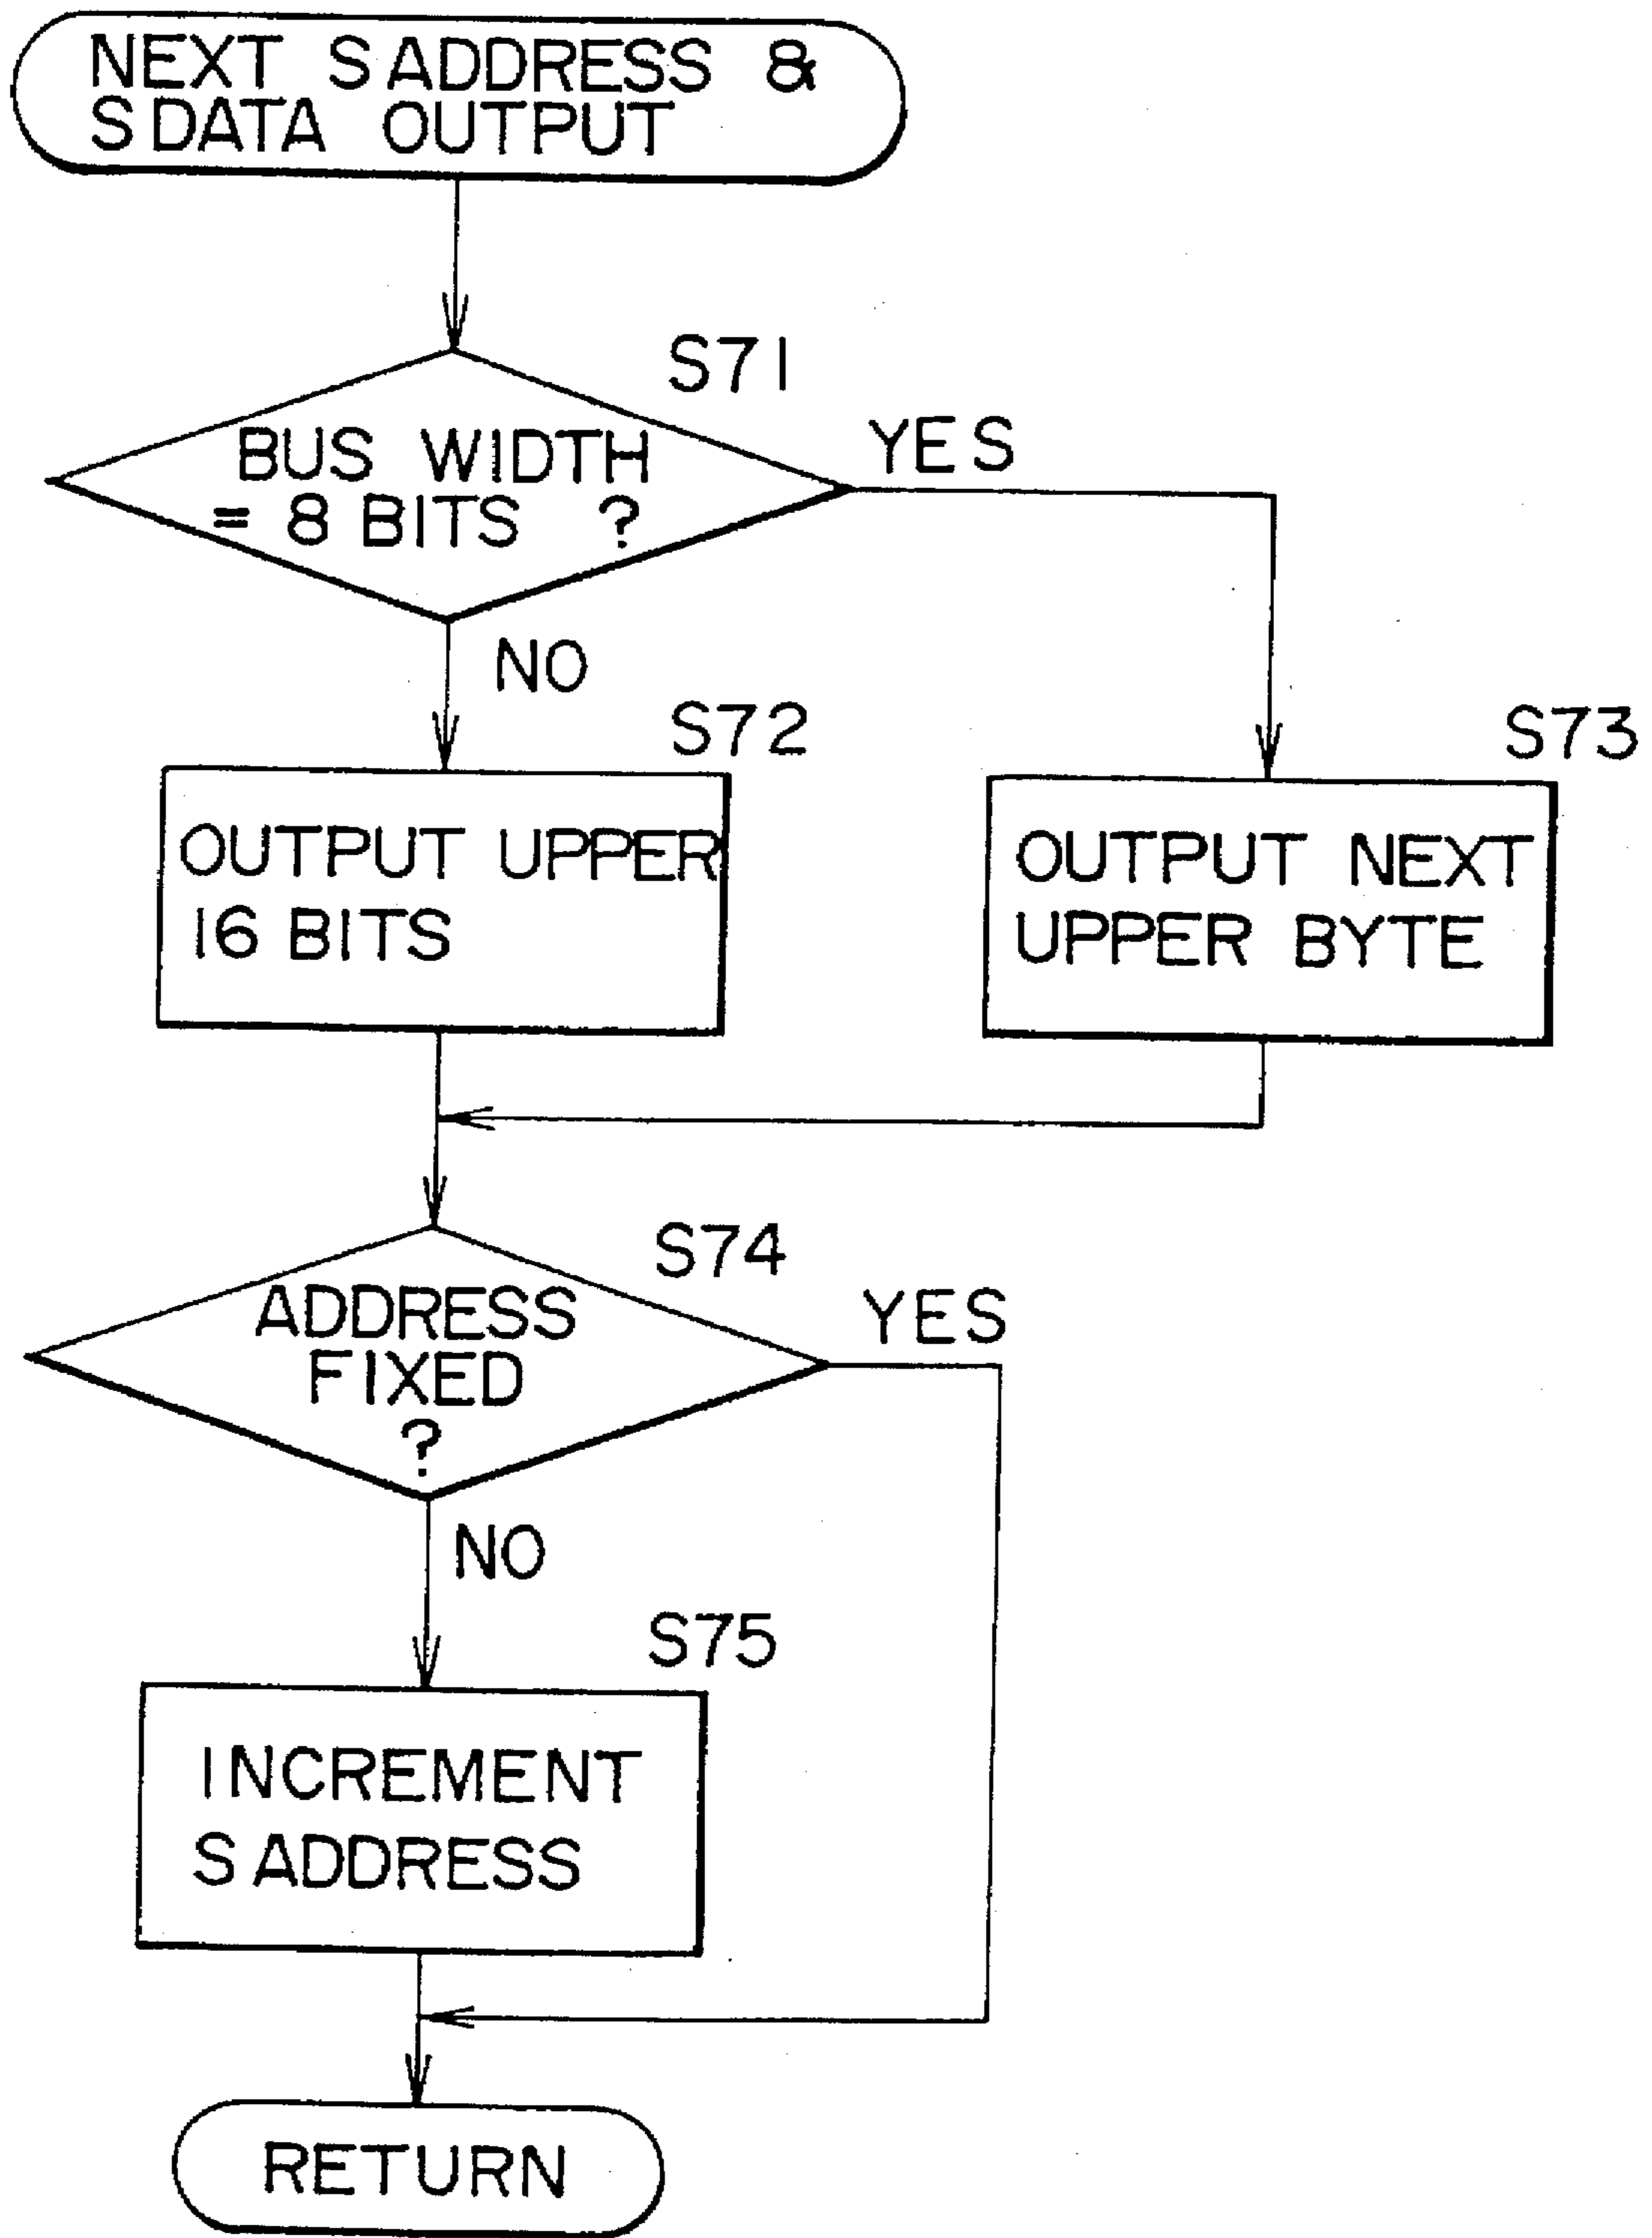 NEXT S ADDRESS &
S DATA OUTPUT
S71
BUS WIDTH
= 8 BITS ?
YES
NO
S72
OUTPUT UPPER
16 BITS
S73
OUTPUT NEXT
UPPER BYTE
S74
ADDRESS
FIXED
?
YES
NO
S75
INCREMENT
S ADDRESS
RETURN